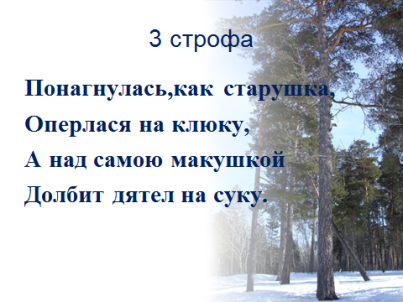 3 строфа
Понагнулась,как старушка,
Оперлася на клюку,
А над самою макушкой
Долбит дятел на суку.